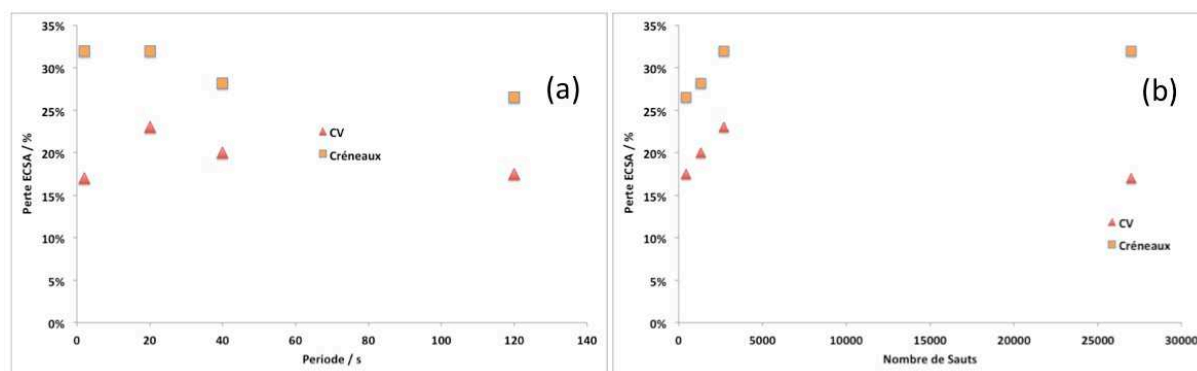 35%
30%
25%
20%
15%
10%
5%
0%
Perte ECSA / %
0 20 40 60 80 100 120 140
Periode / s
CV
Créneaux
(a)
35%
30%
25%
20%
15%
10%
5%
0%
Perte ECSA / %
0 5000 10000 15000 20000 25000 30000
Nombre de Sauts
CV
Créneaux
(b)